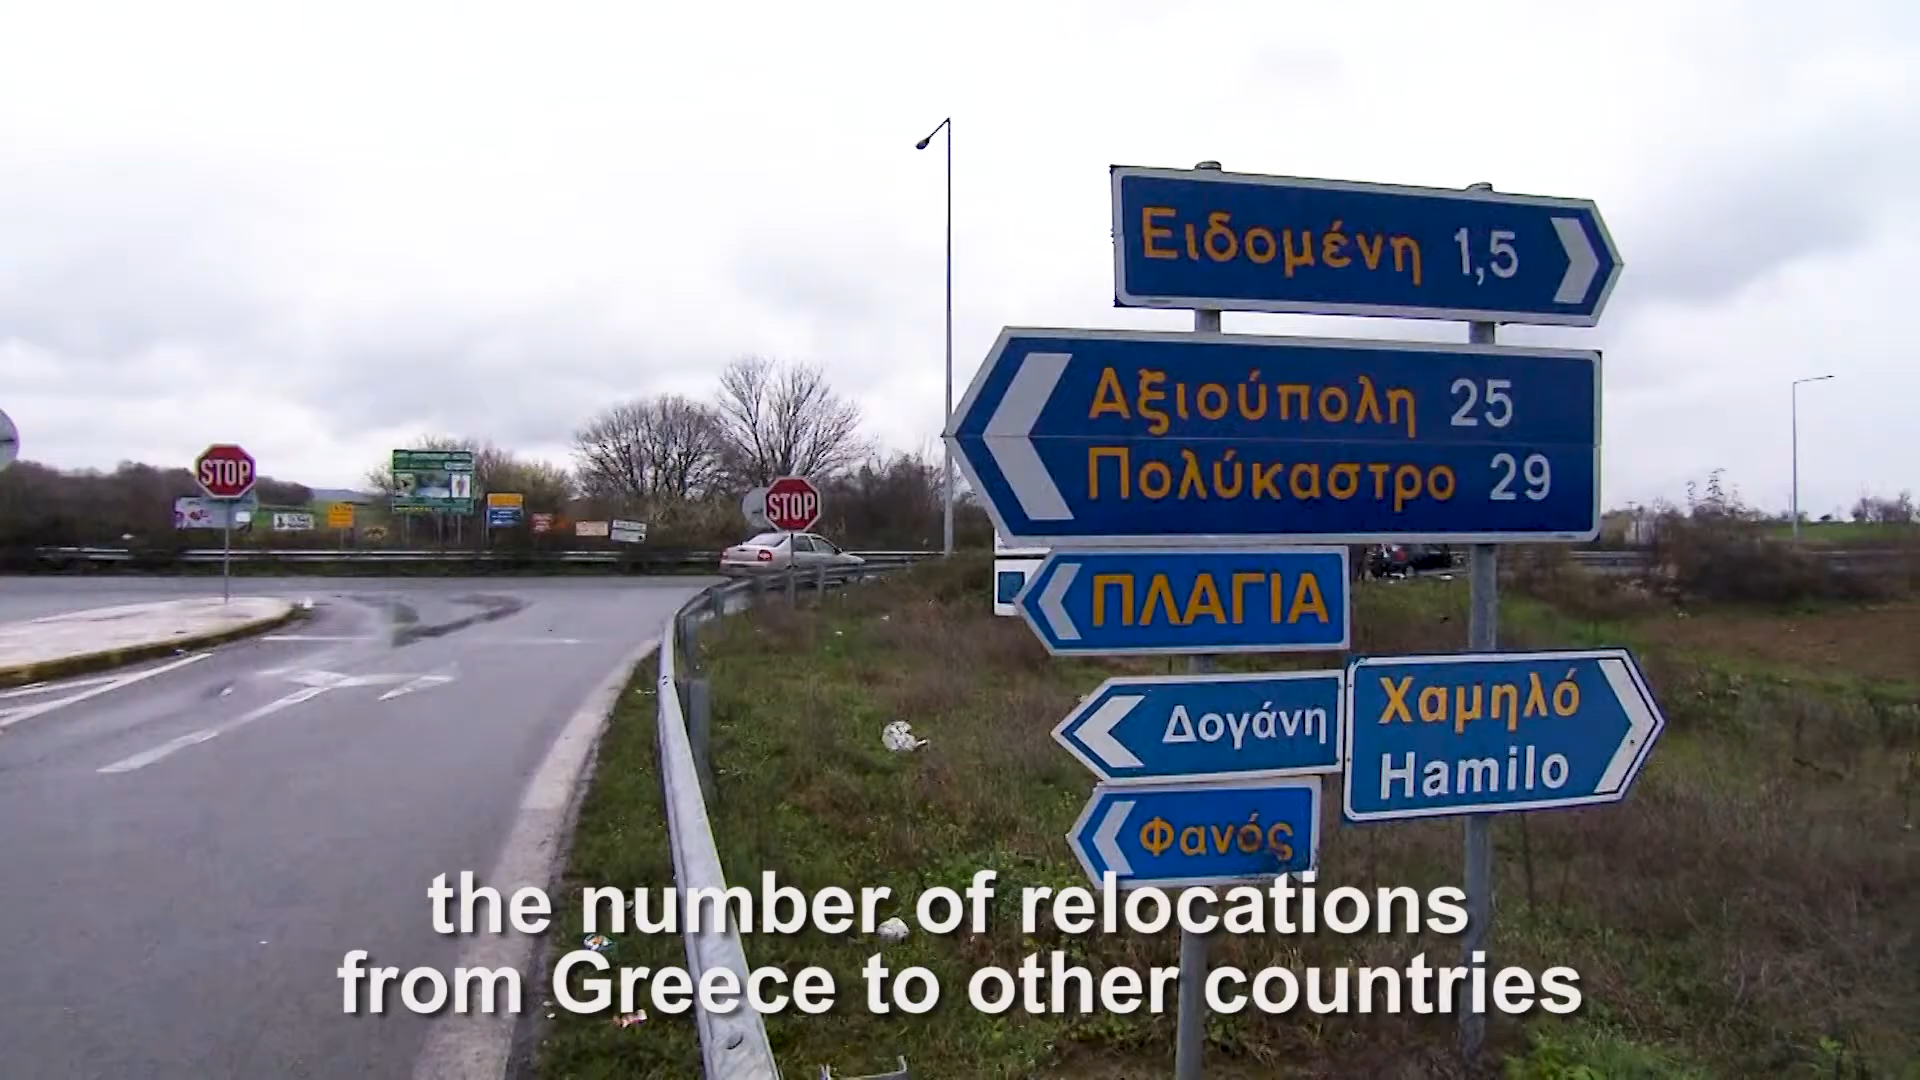 Ειδομένη 1,5
Αξιούπολη 25
Πολύκαστρο 29
ΠΛΑΓΙΑ
Δογάνη
Χαμηλό
Hamilo
Φανός
STOP
STOP
the number of relocations
from Greece to other countries